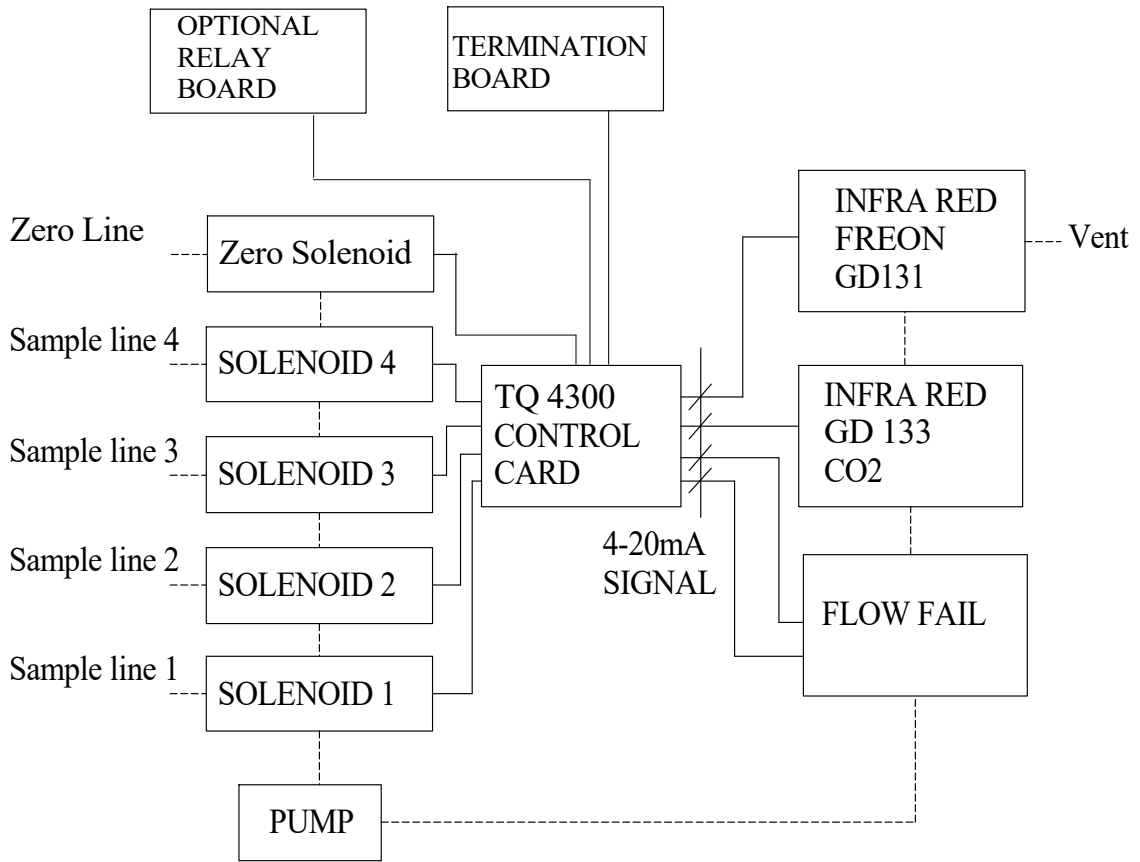 OPTIONAL
RELAY
BOARD
TERMINATION
BOARD
Zero Line
Zero Solenoid
Sample line 4
SOLENOID 4
Sample line 3
SOLENOID 3
Sample line 2
SOLENOID 2
Sample line 1
SOLENOID 1
PUMP
TQ 4300
CONTROL
CARD
4-20mA
SIGNAL
INFRA RED
FREON
GD131
Vent
INFRA RED
GD 133
CO2
FLOW FAIL